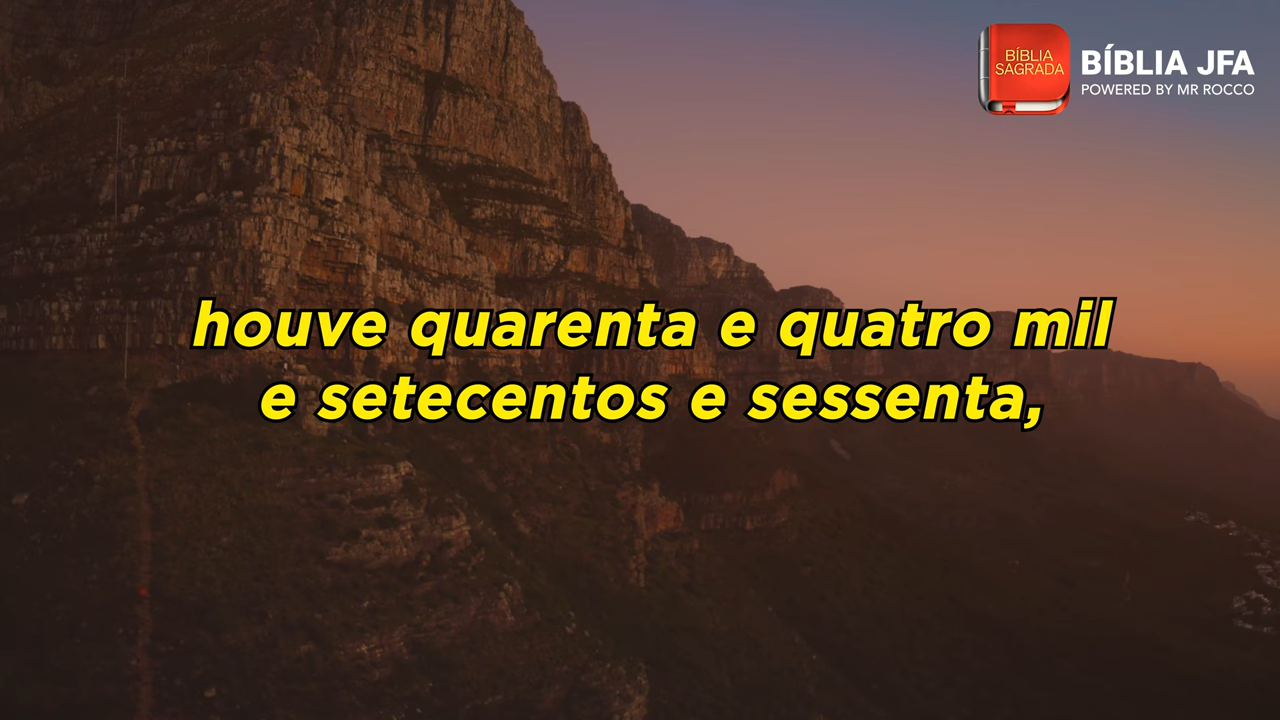 BÍBLIA
SAGRADA
BÍBLIA JFA
POWERED BY MR ROCCO
houve quarenta e quatro mil
e setecentos e sessenta,